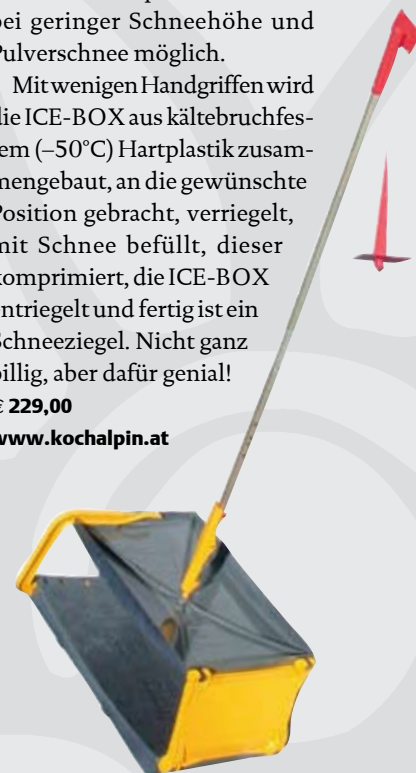 bei geringer Schneehöhe und
Pulverschnee möglich.
Mit wenigen Handgriffen wird
die ICE-BOX aus kältebruchfes-
tem (–50°C) Hartplastik zusam-
mengebaut, an die gewünschte
Position gebracht, verriegelt,
mit Schnee befüllt, dieser
komprimiert, die ICE-BOX
entriegelt und fertig ist ein
Schneeziegel. Nicht ganz
billig, aber dafür genial!
€ 229,00
www.kochalpin.at